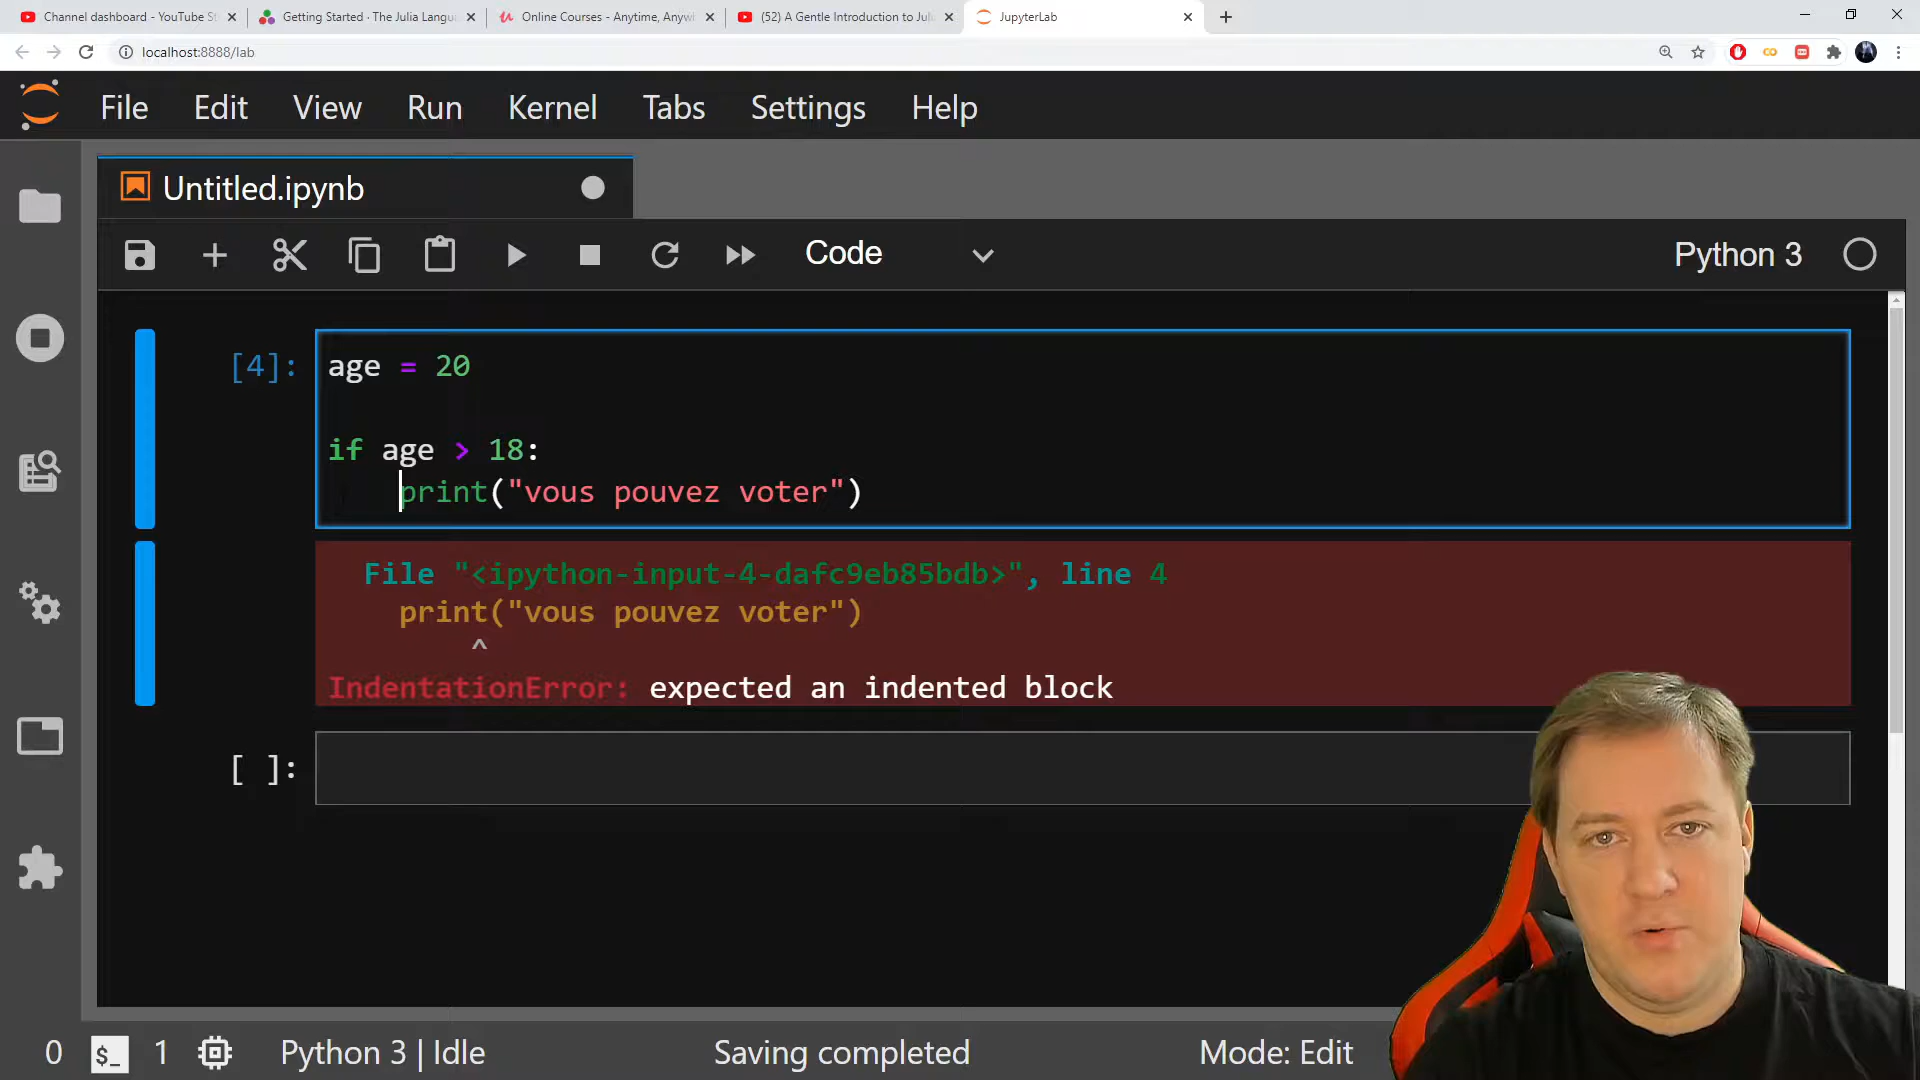 Channel dashboard - YouTube St
Getting Started · The Julia Langu
Online Courses - Anytime, Anywh
(52) A Gentle Introduction to Juli
JupyterLab
localhost:8888/lab
File Edit View Run Kernel Tabs Settings Help
Untitled.ipynb
Code
Python 3
[4]:
age = 20
if age > 18:
print("vous pouvez voter")
File "<ipython-input-4-dafc9eb85bdb>", line 4
print("vous pouvez voter")
^
IndentationError: expected an indented block
[ ]:
0 $_ 1 Python 3 | Idle Saving completed Mode: Edit